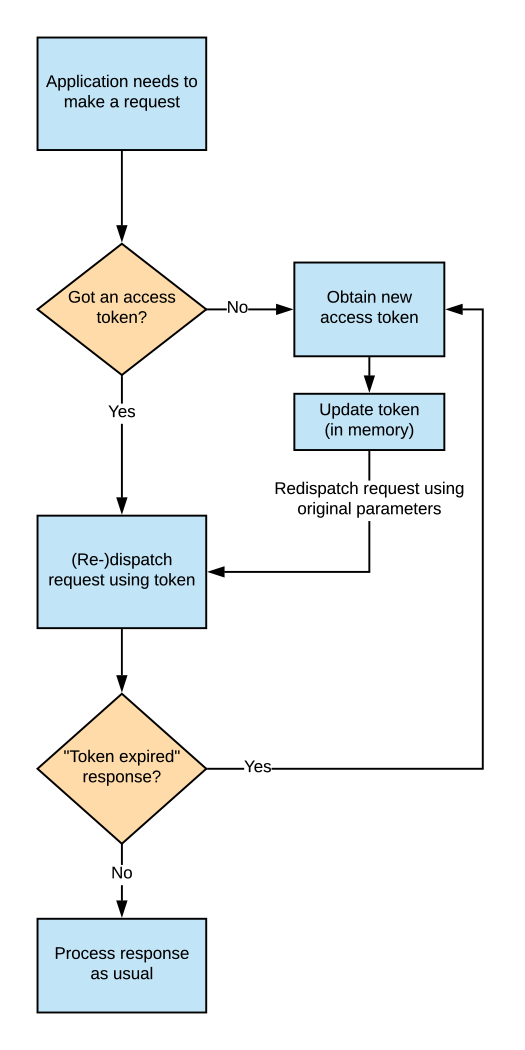 Application needs to
make a request
Got an access
token?
No
Obtain new
access token
Update token
(in memory)
Yes
Redispatch request using
original parameters
(Re-)dispatch
request using token
"Token expired"
response?
Yes
No
Process response
as usual